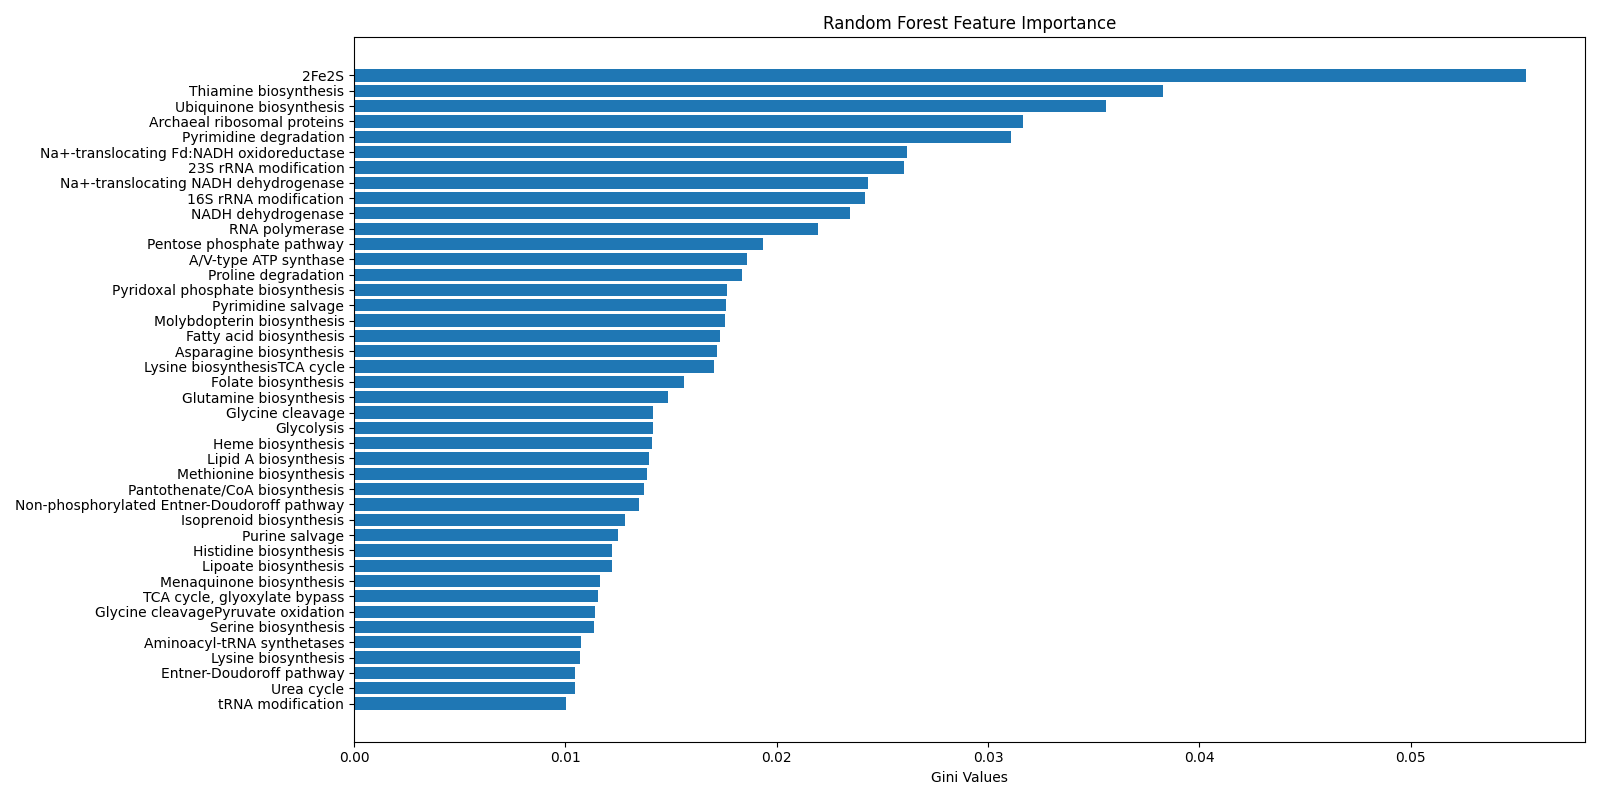 Random Forest Feature Importance
2Fe2S
Thiamine biosynthesis
Ubiquinone biosynthesis
Archaeal ribosomal proteins
Pyrimidine degradation
Na+-translocating Fd:NADH oxidoreductase
23S rRNA modification
Na+-translocating NADH dehydrogenase
16S rRNA modification
NADH dehydrogenase
RNA polymerase
Pentose phosphate pathway
A/V-type ATP synthase
Proline degradation
Pyridoxal phosphate biosynthesis
Pyrimidine salvage
Molybdopterin biosynthesis
Fatty acid biosynthesis
Asparagine biosynthesis
Lysine biosynthesisTCA cycle
Folate biosynthesis
Glutamine biosynthesis
Glycine cleavage
Glycolysis
Heme biosynthesis
Lipid A biosynthesis
Methionine biosynthesis
Pantothenate/CoA biosynthesis
Non-phosphorylated Entner-Doudoroff pathway
Isoprenoid biosynthesis
Purine salvage
Histidine biosynthesis
Lipoate biosynthesis
Menaquinone biosynthesis
TCA cycle, glyoxylate bypass
Glycine cleavagePyruvate oxidation
Serine biosynthesis
Aminoacyl-tRNA synthetases
Lysine biosynthesis
Entner-Doudoroff pathway
Urea cycle
tRNA modification
0.00 0.01 0.02 0.03 0.04 0.05
Gini Values